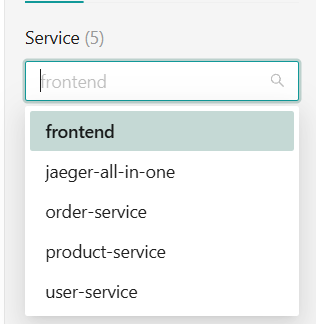 Service (5)
frontend
frontend
jaeger-all-in-one
order-service
product-service
user-service